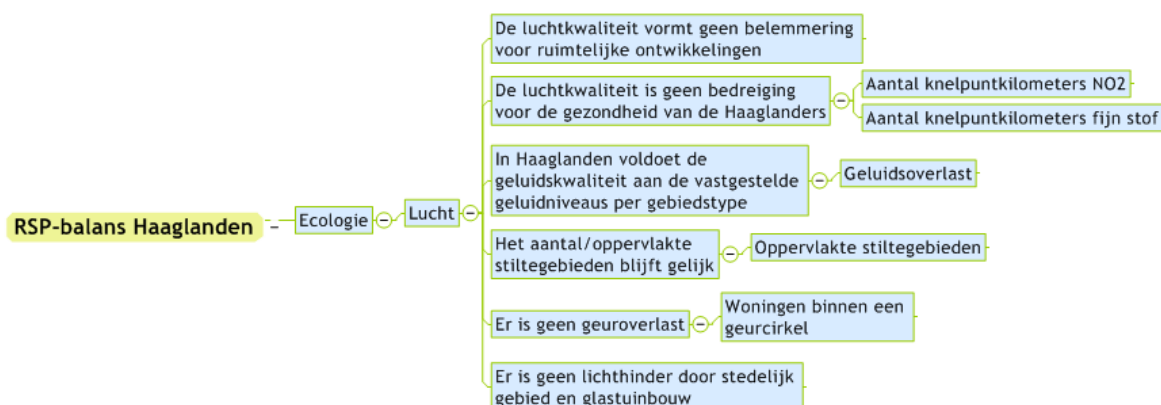 De luchtkwaliteit vormt geen belemmering
voor ruimtelijke ontwikkelingen
De luchtkwaliteit is geen bedreiging
voor de gezondheid van de Haaglanders
Aantal knelpuntkilometers NO2
Aantal knelpuntkilometers fijn stof
In Haaglanden voldoet de
geluidskwaliteit aan de vastgestelde
geluidniveaus per gebiedstype
Geluidsoverlast
RSP-balans Haaglanden
Ecologie
Lucht
Het aantal/oppervlakte
stiltegebieden blijft gelijk
Oppervlakte stiltegebieden
Er is geen geuroverlast
Woningen binnen een
geurcirkel
Er is geen lichthinder door stedelijk
gebied en glastuinbouw